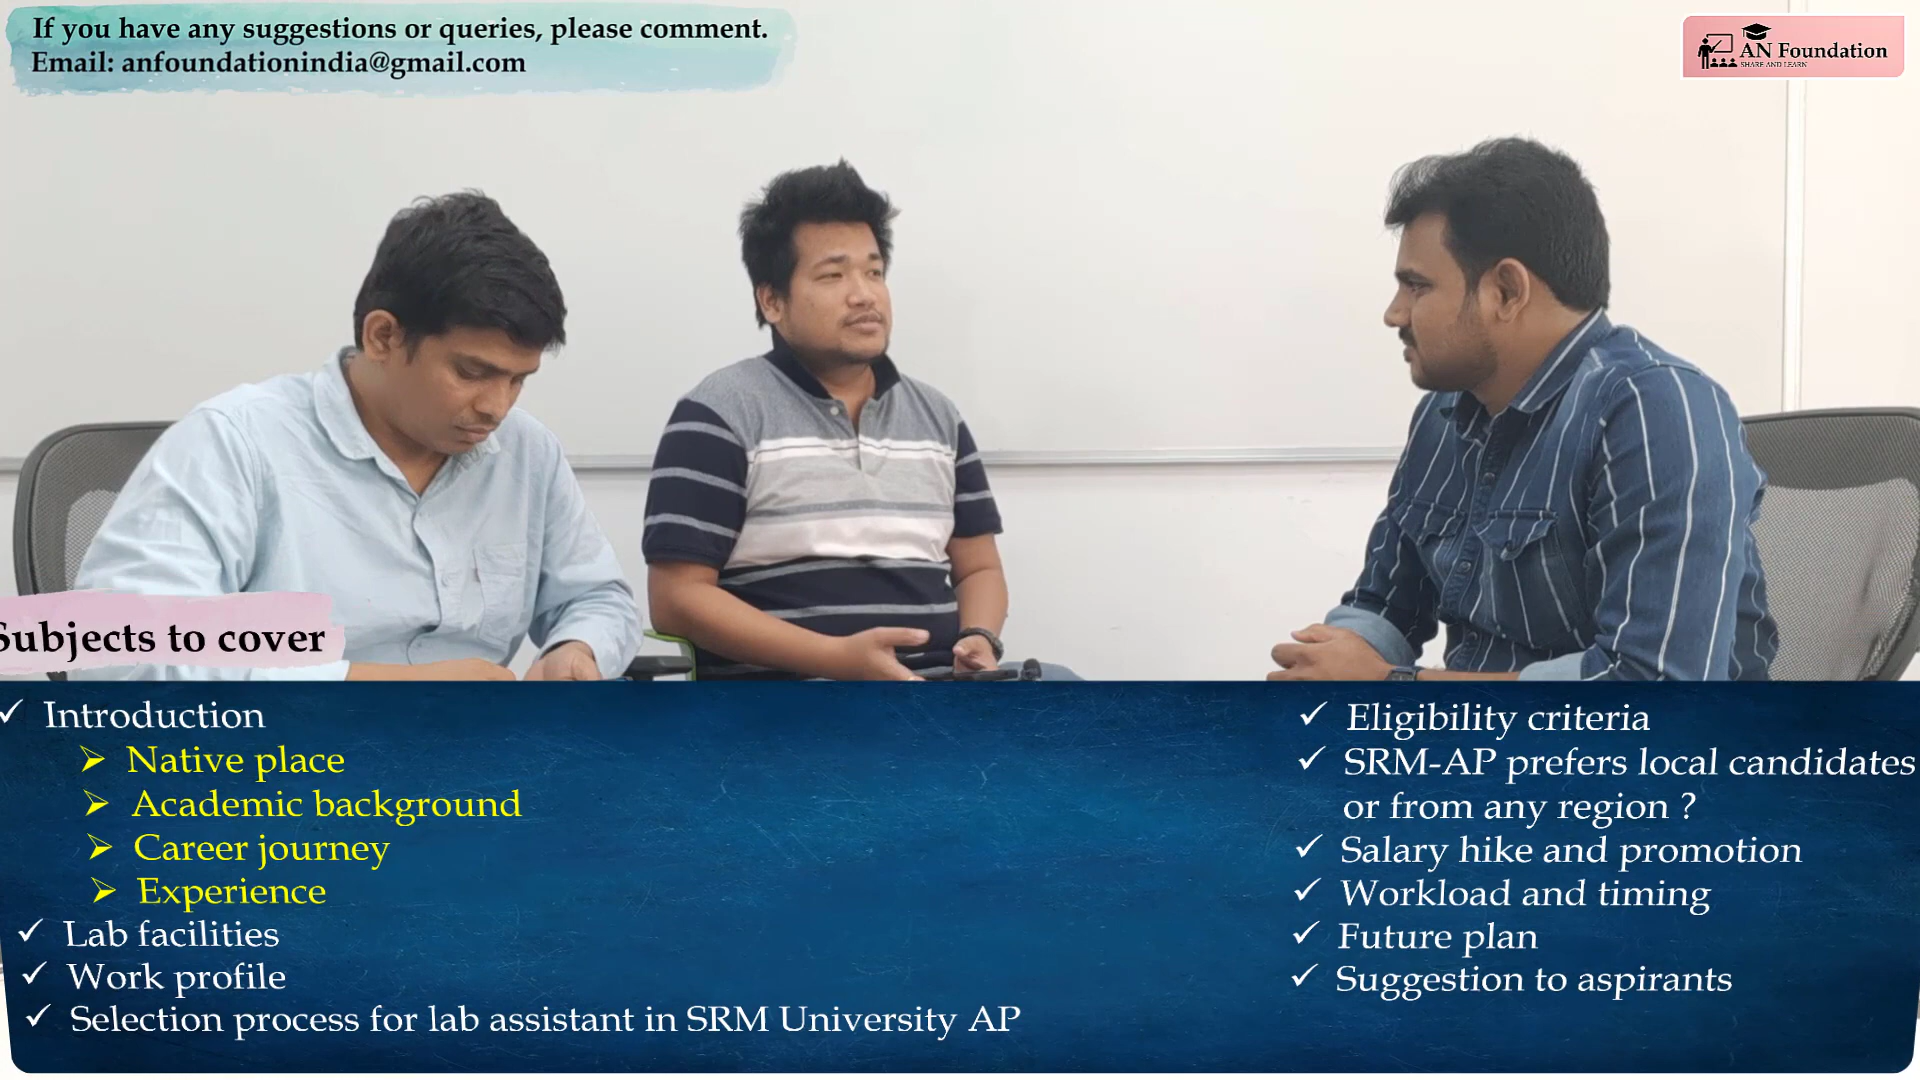 If you have any suggestions or queries, please comment.
Email: anfoundationindia@gmail.com
AN Foundation
SHARE AND LEARN
Subjects to cover
✓ Introduction
➢ Native place
➢ Academic background
➢ Career journey
➢ Experience
✓ Lab facilities
✓ Work profile
✓ Selection process for lab assistant in SRM University AP
✓ Eligibility criteria
✓ SRM-AP prefers local candidates
or from any region ?
✓ Salary hike and promotion
✓ Workload and timing
✓ Future plan
✓ Suggestion to aspirants